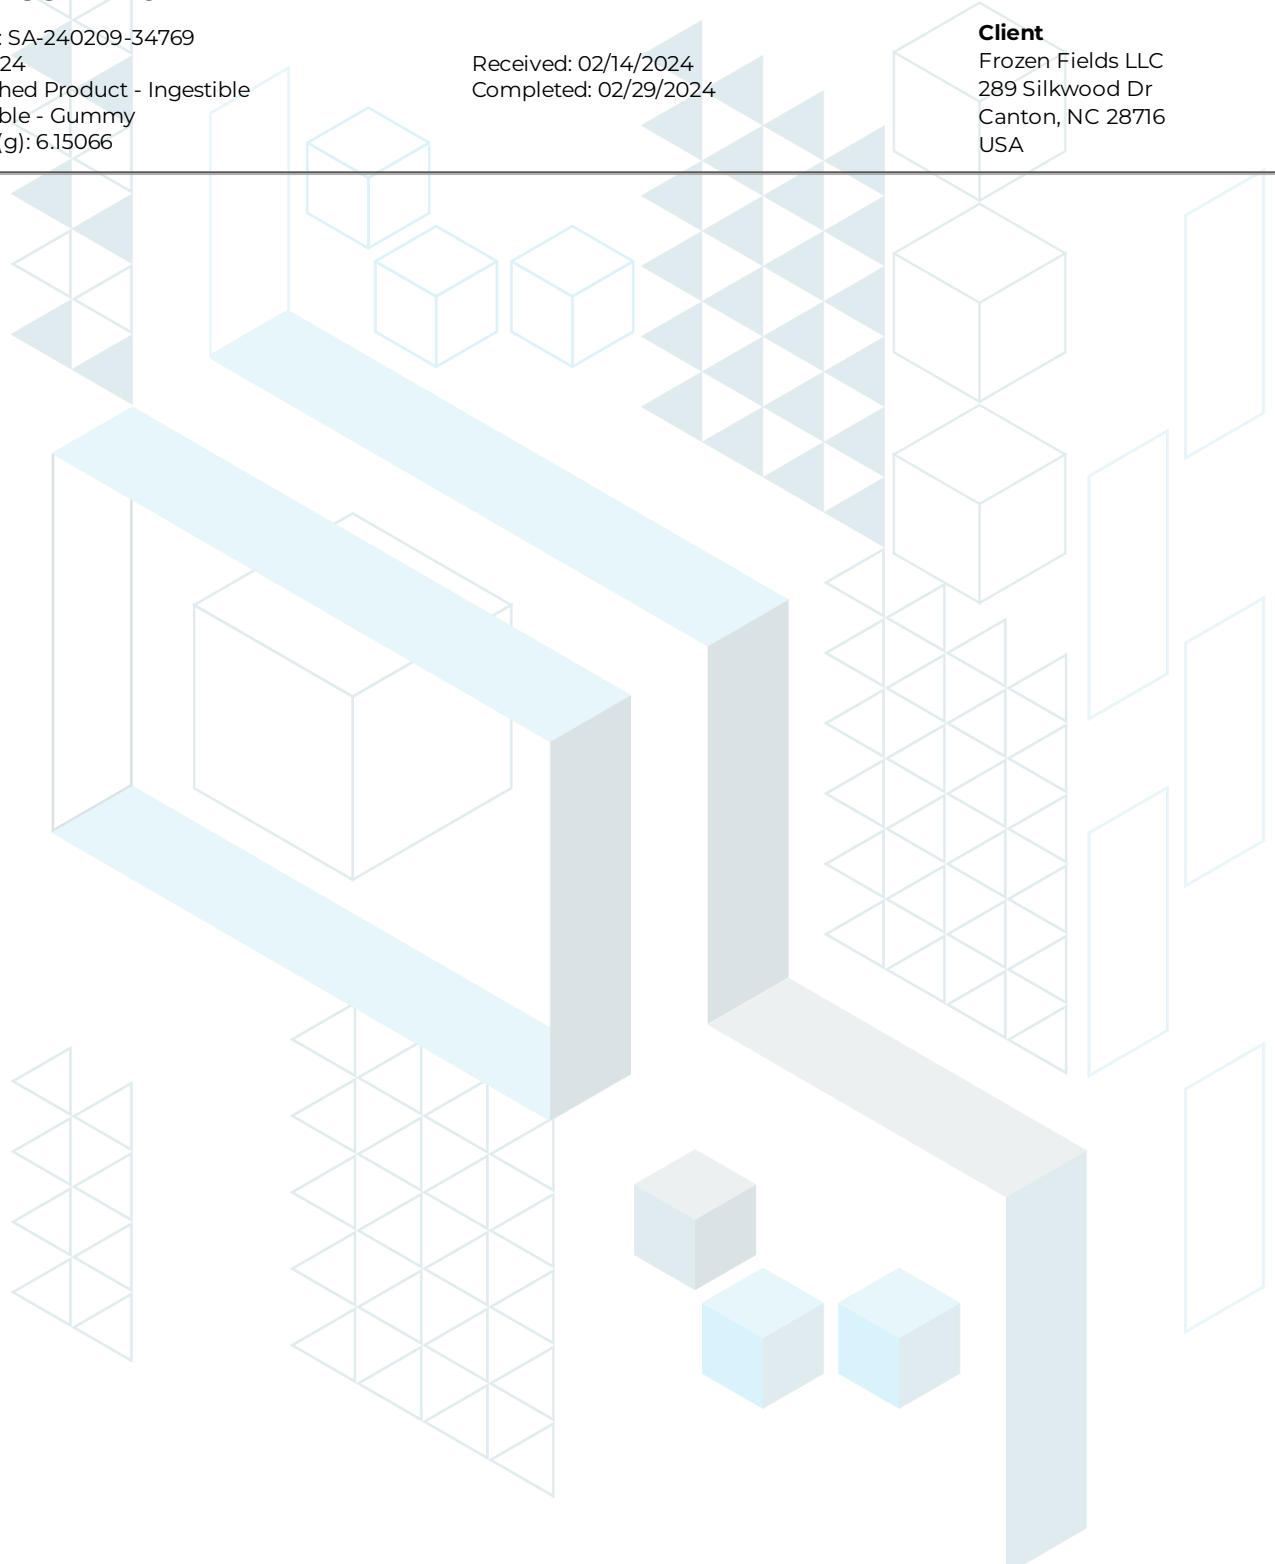 : SA-240209-34769
24
hed Product - Ingestible
ble - Gummy
(g): 6.15066
Received: 02/14/2024
Completed: 02/29/2024
Client
Frozen Fields LLC
289 Silkwood Dr
Canton, NC 28716
USA